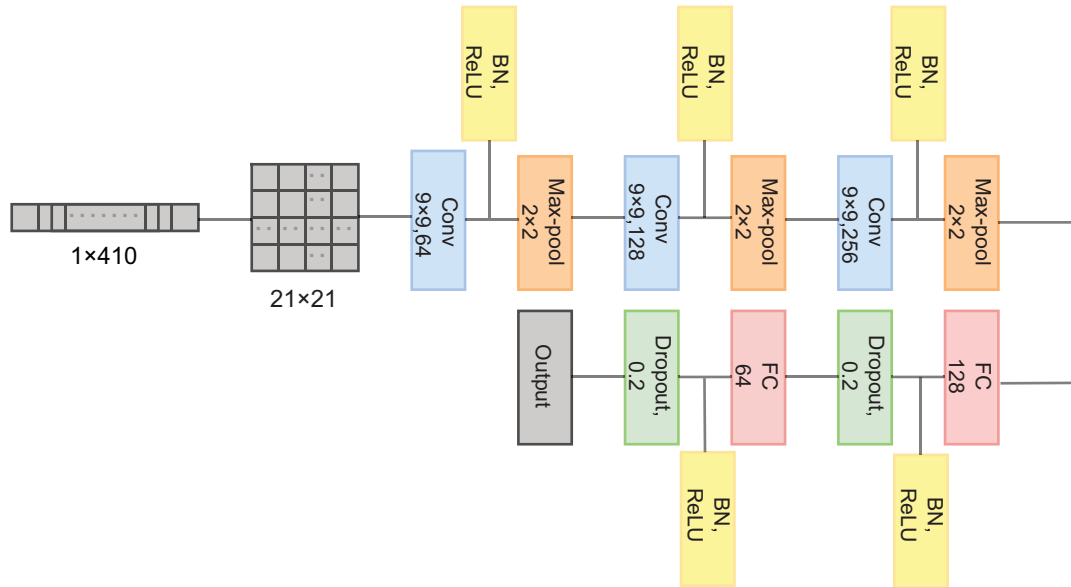 BN,
ReLU
BN,
ReLU
BN,
ReLU
1×410
21×21
Conv
9×9,64
Max-pool
2×2
Conv
9×9,128
Max-pool
2×2
Conv
9×9,256
Max-pool
2×2
Output
Dropout,
0.2
FC
64
Dropout,
0.2
FC
128
BN,
ReLU
BN,
ReLU